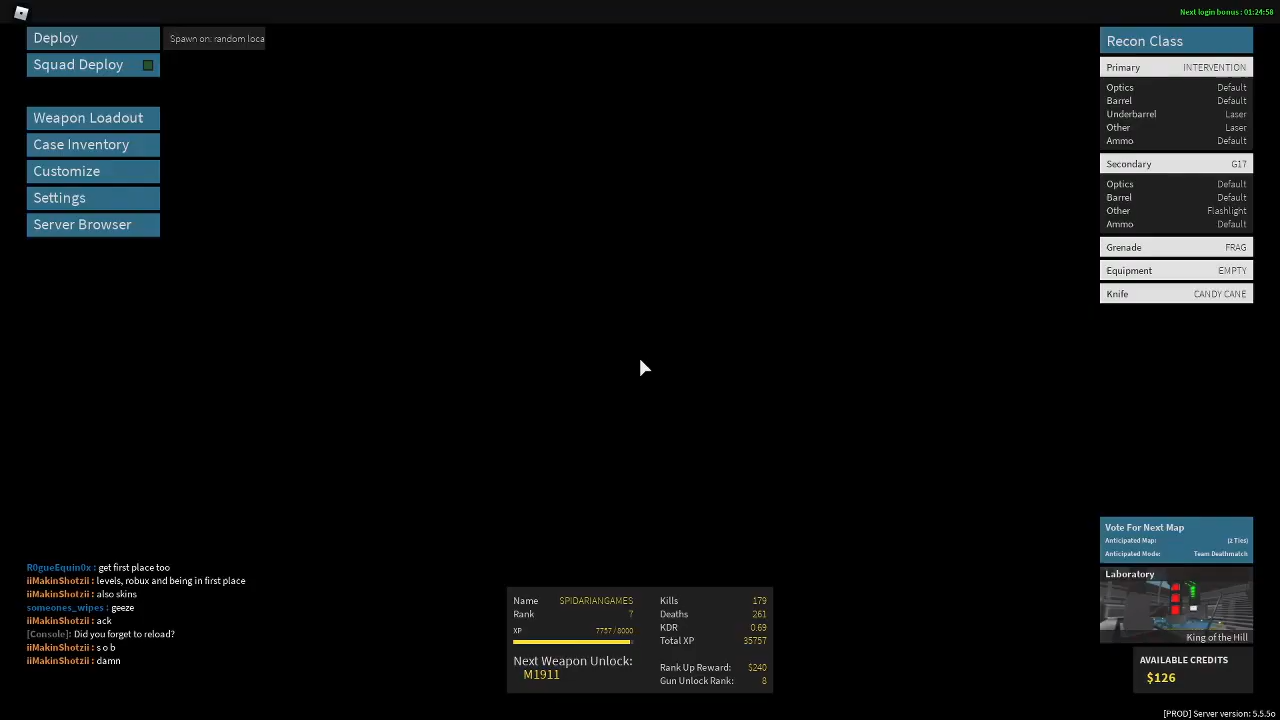 Next login bonus : 01:24:58
Deploy
Spawn on: random loca
Squad Deploy
Weapon Loadout
Case Inventory
Customize
Settings
Server Browser
Recon Class
Primary INTERVENTION
Optics Default
Barrel Default
Underbarrel Laser
Other Laser
Ammo Default
Secondary G17
Optics Default
Barrel Default
Other Flashlight
Ammo Default
Grenade FRAG
Equipment EMPTY
Knife CANDY CANE
R0gueEquin0x : get first place too
iiMakinShotzii : levels, robux and being in first place
iiMakinShotzii : also skins
someones_wipes : geeze
iiMakinShotzii : ack
[Console]: Did you forget to reload?
iiMakinShotzii : s o b
iiMakinShotzii : damn
Name SPIDARIANGAMES
Rank 7
XP 7757 / 8000
Next Weapon Unlock:
M1911
Kills 179
Deaths 261
KDR 0.69
Total XP 35757
Rank Up Reward: $240
Gun Unlock Rank: 8
Vote For Next Map
Anticipated Map: (2 Ties)
Anticipated Mode: Team Deathmatch
Laboratory
King of the Hill
AVAILABLE CREDITS
$126
[PROD] Server version: 5.5.5o